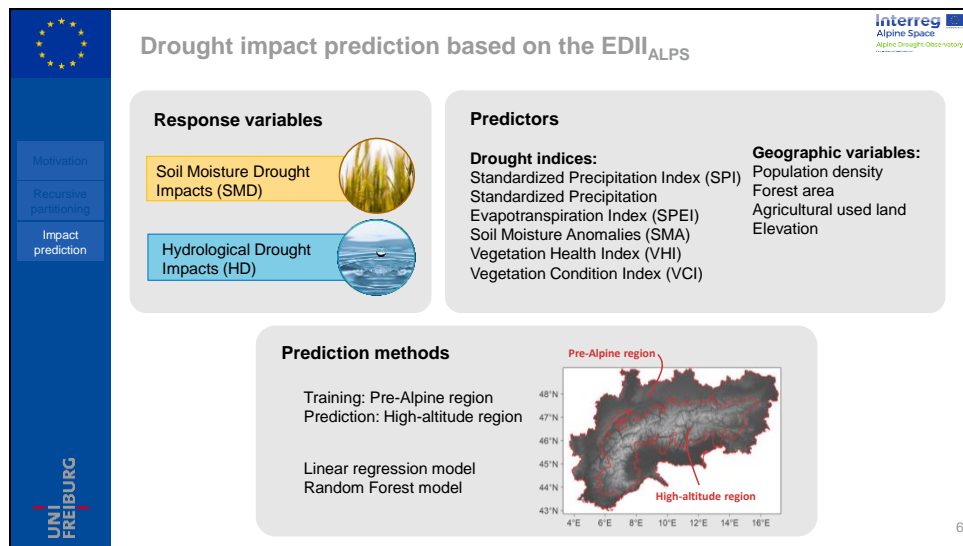 Drought impact prediction based on the EDII_ALPS
Interreg
Alpine Space
Alpine Drought Observatory
Motivation
Recursive
partitioning
Impact
prediction
UNI
FREIBURG
Response variables
Soil Moisture Drought
Impacts (SMD)
Hydrological Drought
Impacts (HD)
Predictors
Drought indices:
Standardized Precipitation Index (SPI)
Standardized Precipitation
Evapotranspiration Index (SPEI)
Soil Moisture Anomalies (SMA)
Vegetation Health Index (VHI)
Vegetation Condition Index (VCI)
Geographic variables:
Population density
Forest area
Agricultural used land
Elevation
Prediction methods
Training: Pre-Alpine region
Prediction: High-altitude region
Linear regression model
Random Forest model
Pre-Alpine region
48°N
47°N
46°N
45°N
44°N
43°N
High-altitude region
4°E 6°E 8°E 10°E 12°E 14°E 16°E
6